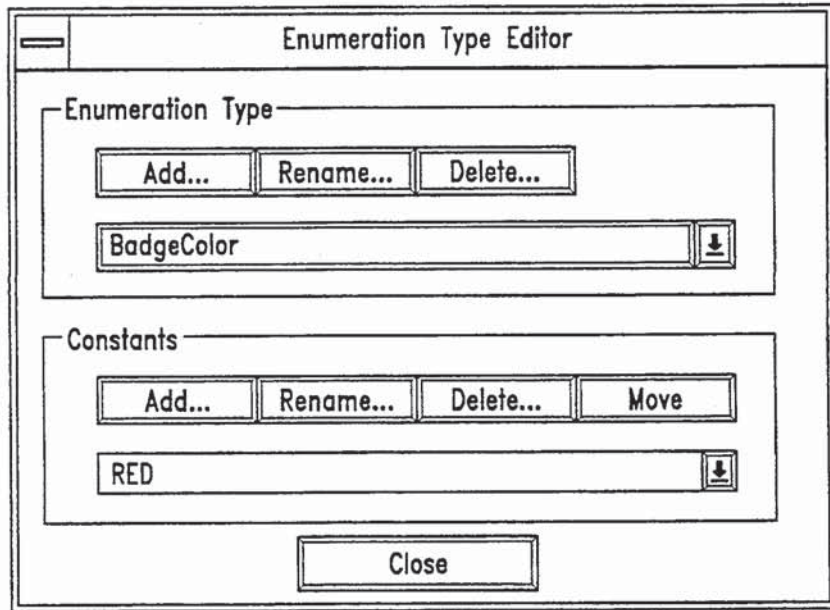 Enumeration Type Editor
Enumeration Type
Add... Rename... Delete...
BadgeColor
Constants
Add... Rename... Delete... Move
RED
Close